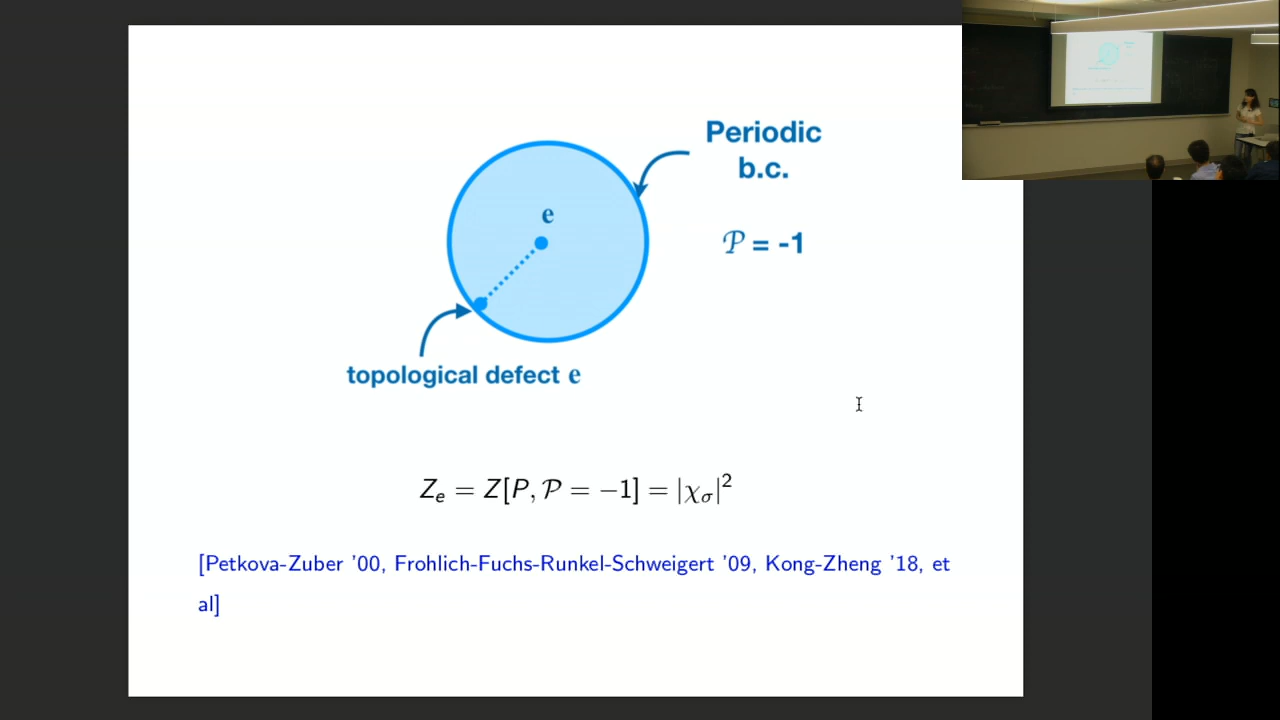 Periodic
b.c.
e
𝒫 = -1
topological defect e
Zₑ = Z[P, 𝒫 = −1] = |χ_σ|²
[Petkova-Zuber '00, Frohlich-Fuchs-Runkel-Schweigert '09, Kong-Zheng '18, et
al]